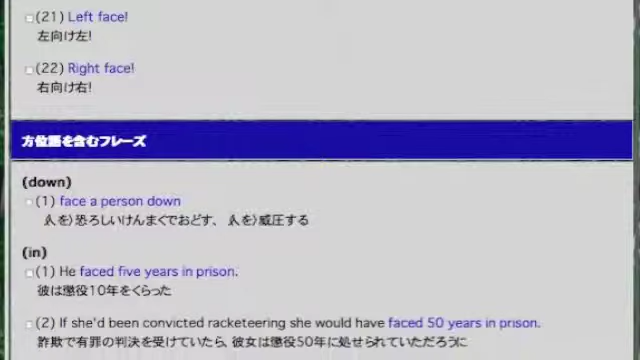 (21) Left face!
左向け左!
(22) Right face!
右向け右!
方位語を含むフレーズ
(down)
(1) face a person down
人を〉恐ろしいけんまくでおどす、 人を〉威圧する
(in)
(1) He faced five years in prison.
彼は懲役10年をくらった
(2) If she'd been convicted racketeering she would have faced 50 years in prison.
詐欺で有罪の判決を受けていたら, 彼女は懲役50年に処せられていただろうに